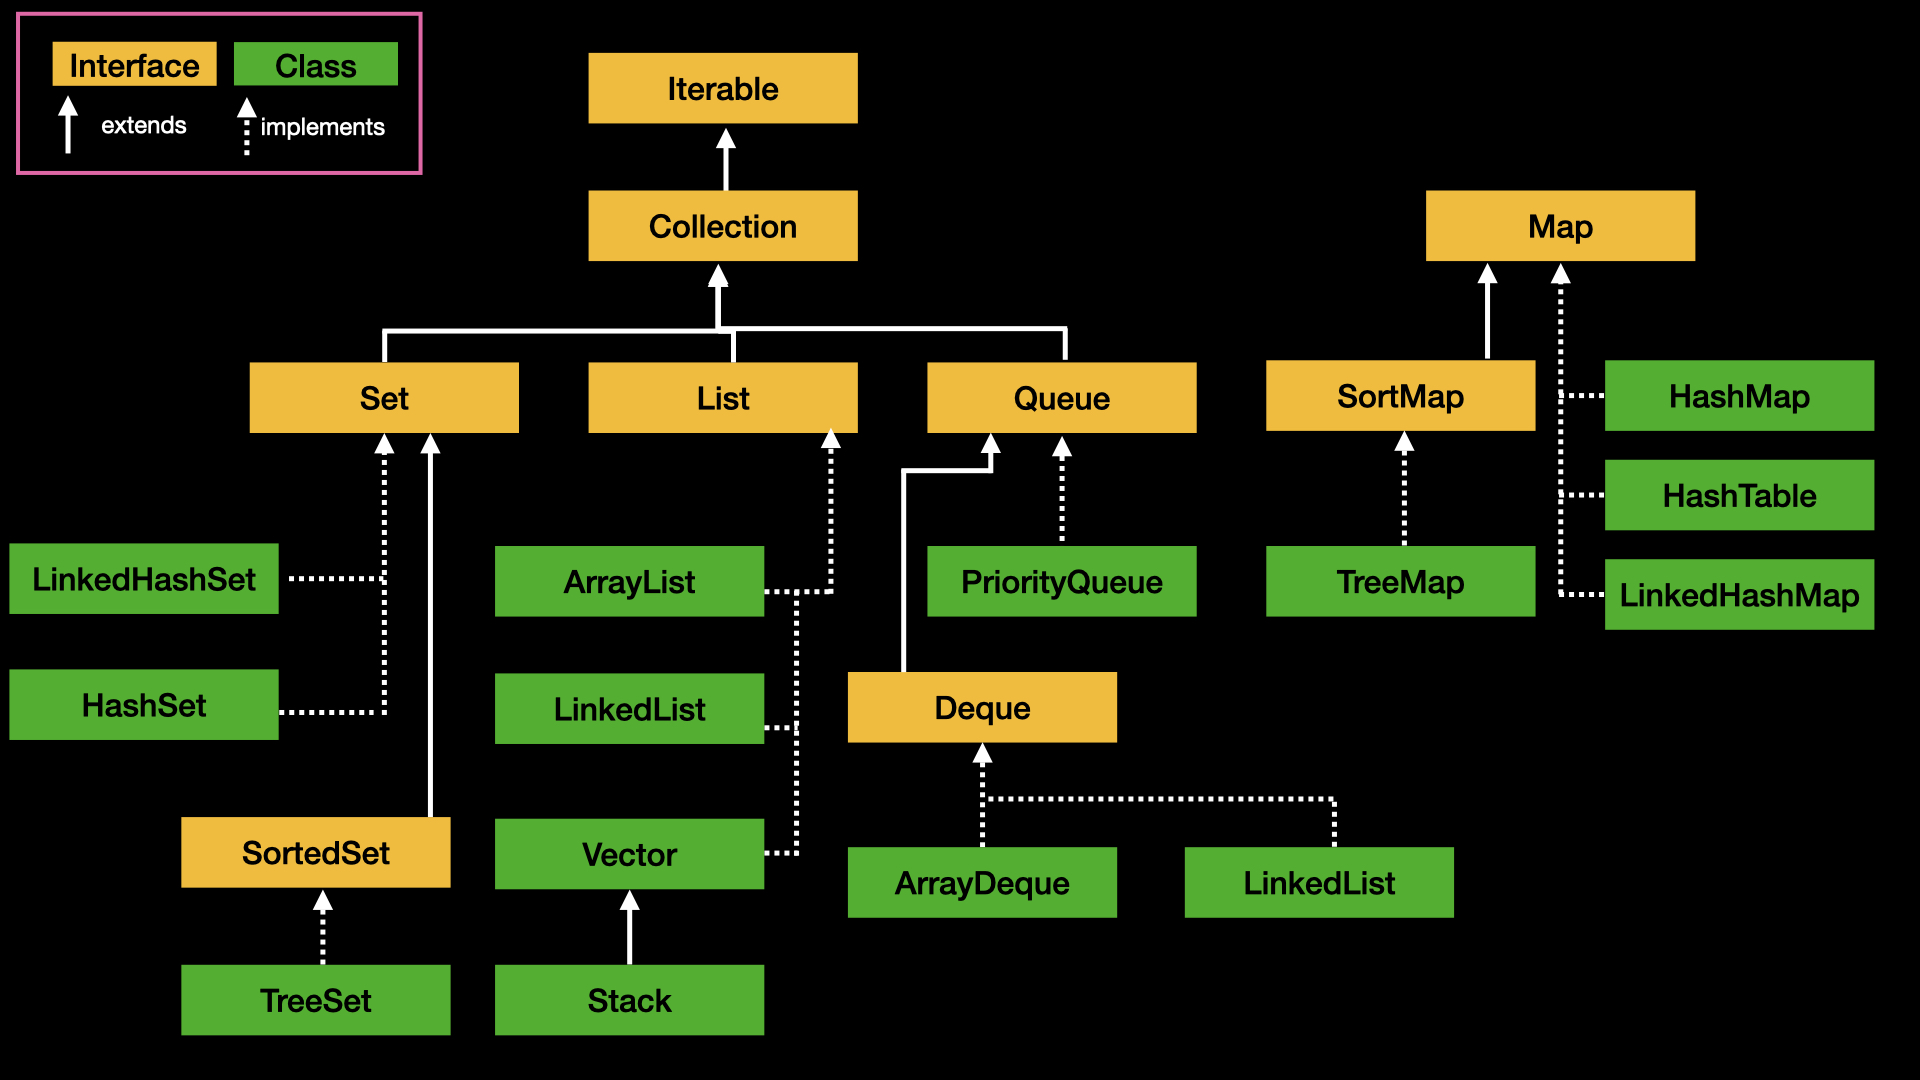 Interface
Class
extends
implements
Iterable
Collection
Map
Set
List
Queue
SortMap
HashMap
HashTable
LinkedHashSet
ArrayList
PriorityQueue
TreeMap
LinkedHashMap
HashSet
LinkedList
Deque
SortedSet
Vector
ArrayDeque
LinkedList
TreeSet
Stack